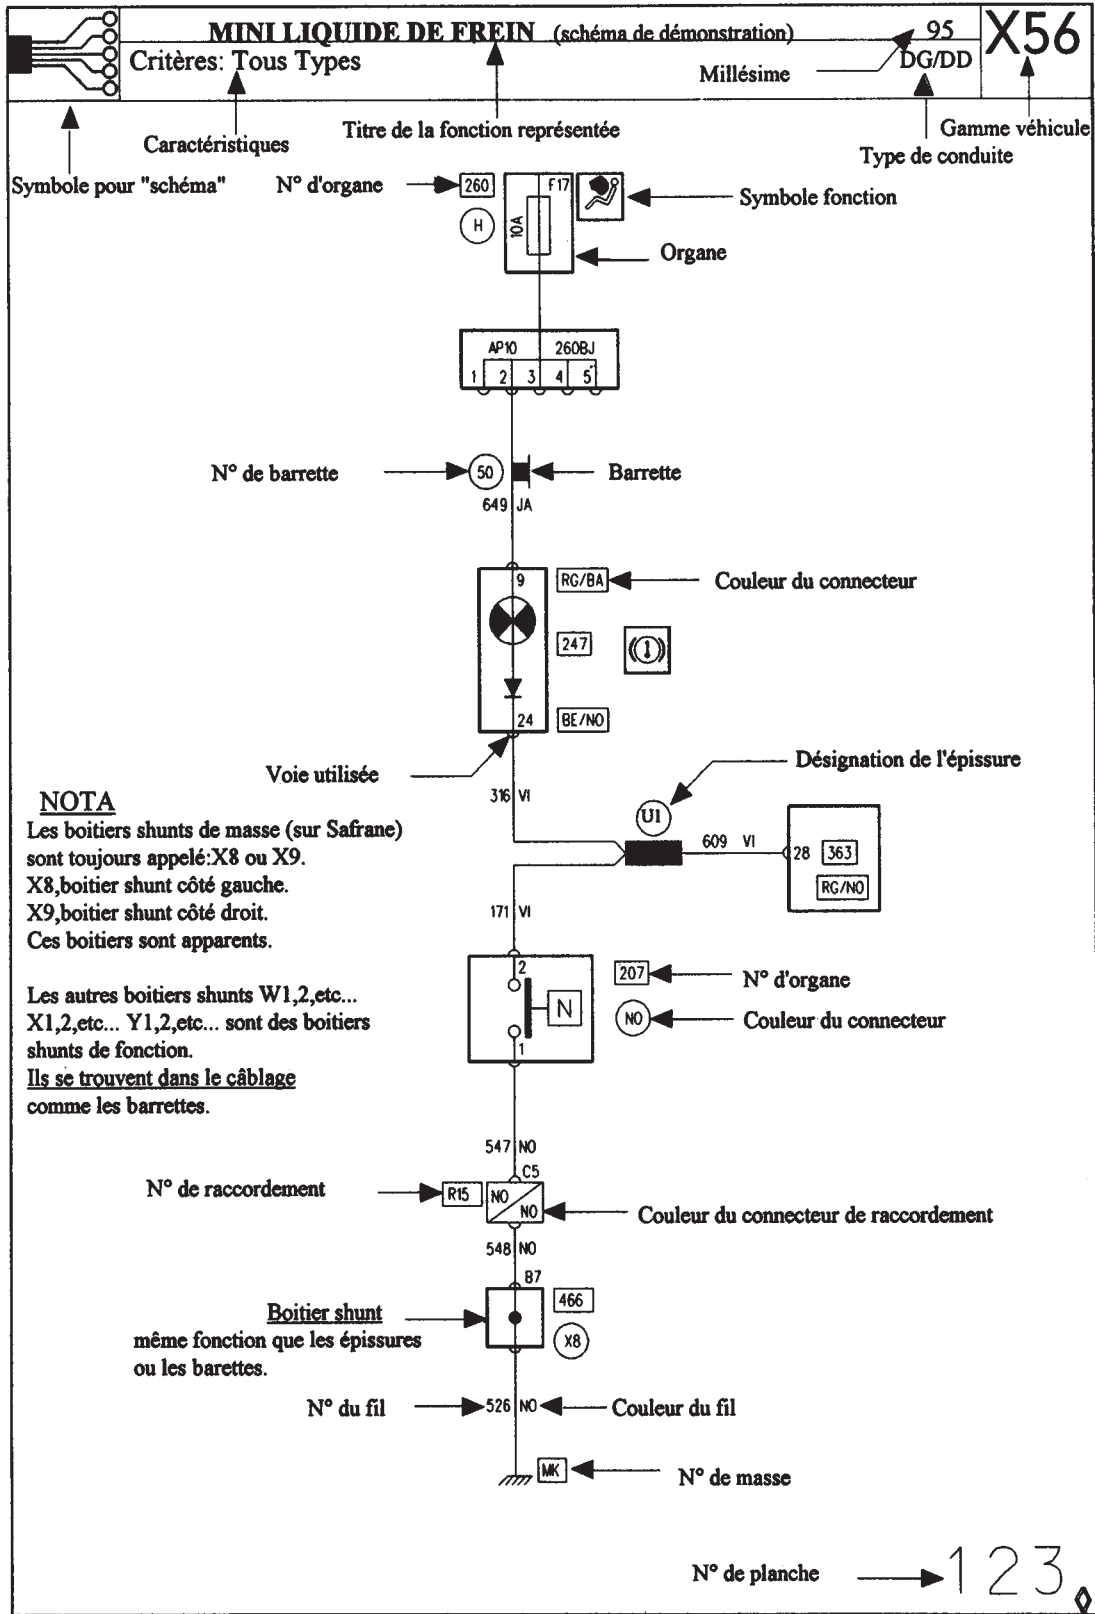 MINI LIQUIDE DE FREIN (schéma de démonstration)
95
X56
Critères: Tous Types
Millésime
DG/DD
Caractéristiques
Titre de la fonction représentée
Gamme véhicule
Type de conduite
Symbole pour "schéma"
N° d'organe
260
F17
H
10A
Symbole fonction
Organe
AP10
260BJ
1 2 3 4 5
N° de barrette
50
Barrette
649 JA
9
RG/BA
Couleur du connecteur
247
24
BE/NO
Voie utilisée
Désignation de l'épissure
316 VI
U1
609 VI
28
363
RG/NO
NOTA
Les boitiers shunts de masse (sur Safrane)
sont toujours appelé:X8 ou X9.
X8,boitier shunt côté gauche.
X9,boitier shunt côté droit.
Ces boitiers sont apparents.
171 VI
2
207
N° d'organe
N
NO
Couleur du connecteur
1
Les autres boitiers shunts W1,2,etc...
X1,2,etc... Y1,2,etc... sont des boitiers
shunts de fonction.
Ils se trouvent dans le câblage
comme les barrettes.
547 NO
C5
N° de raccordement
R15
NO
NO
Couleur du connecteur de raccordement
548 NO
B7
Boitier shunt
même fonction que les épissures
ou les barettes.
466
X8
N° du fil
526 NO
Couleur du fil
MK
N° de masse
N° de planche
123